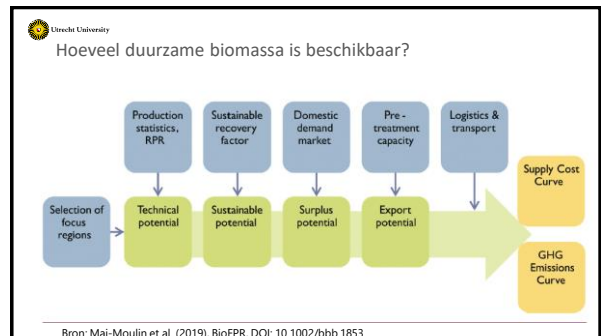 Utrecht University
Hoeveel duurzame biomassa is beschikbaar?
Production
statistics,
RPR
Sustainable
recovery
factor
Domestic
demand
market
Pre -
treatment
capacity
Logistics &
transport
Supply Cost
Curve
Selection of
focus
regions
Technical
potential
Sustainable
potential
Surplus
potential
Export
potential
GHG
Emissions
Curve
Bron: Mai-Moulin et al. (2019). BioFPR. DOI: 10.1002/bbb.1853